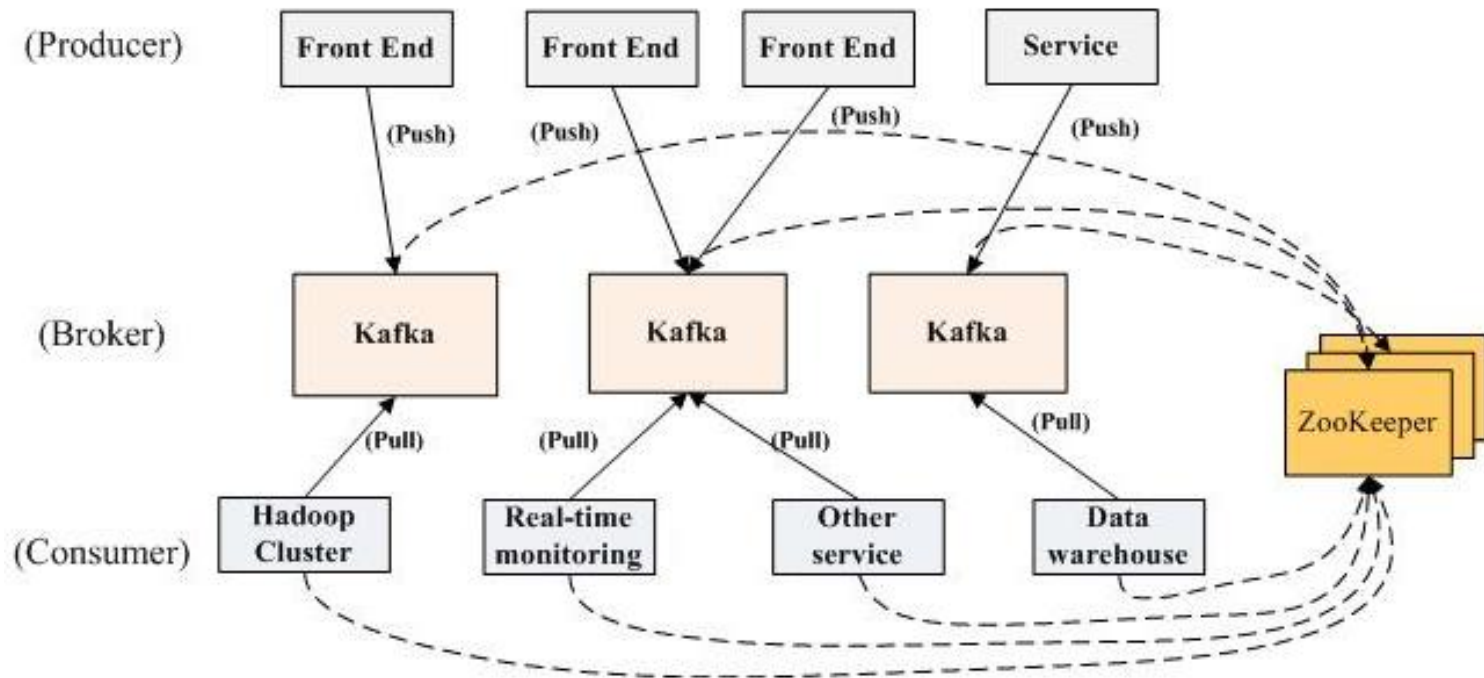 (Producer)
Front End
Front End
Front End
Service
(Push)
(Push)
(Push)
(Push)
(Broker)
Kafka
Kafka
Kafka
ZooKeeper
(Pull)
(Pull)
(Pull)
(Pull)
(Consumer)
Hadoop
Cluster
Real-time
monitoring
Other
service
Data
warehouse